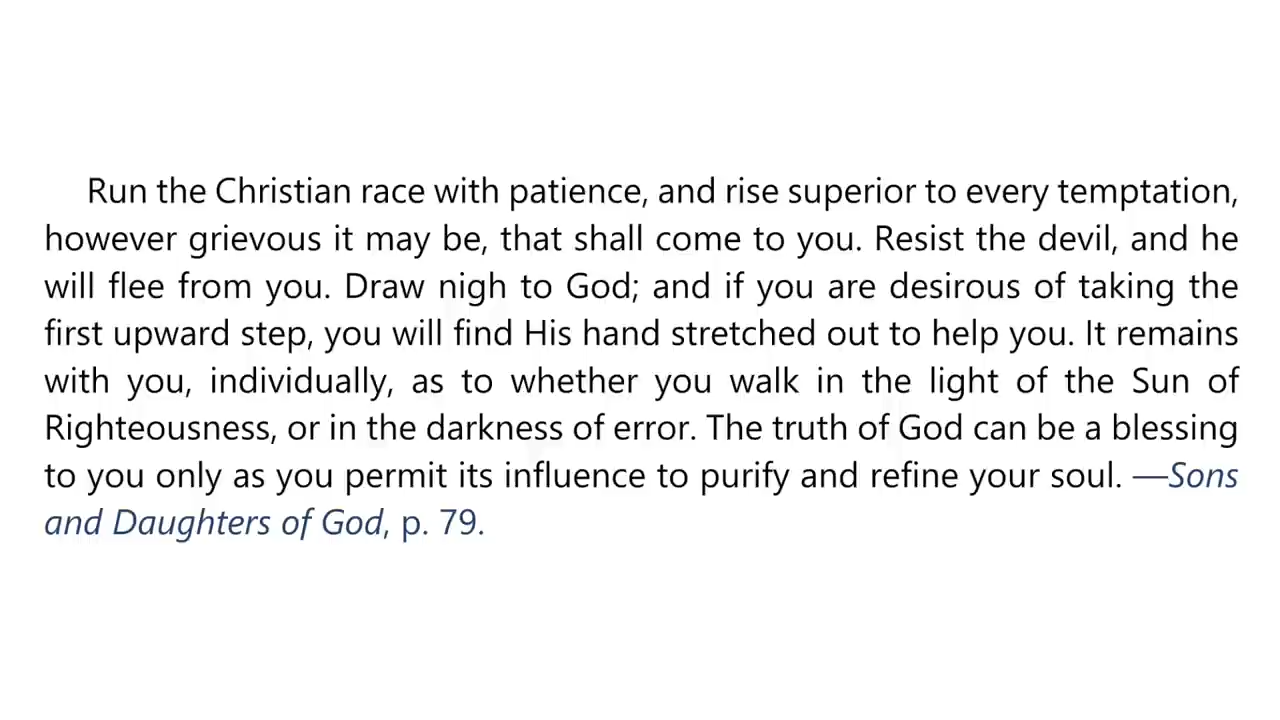 Run the Christian race with patience, and rise superior to every temptation,
however grievous it may be, that shall come to you. Resist the devil, and he
will flee from you. Draw nigh to God; and if you are desirous of taking the
first upward step, you will find His hand stretched out to help you. It remains
with you, individually, as to whether you walk in the light of the Sun of
Righteousness, or in the darkness of error. The truth of God can be a blessing
to you only as you permit its influence to purify and refine your soul. —Sons
and Daughters of God, p. 79.